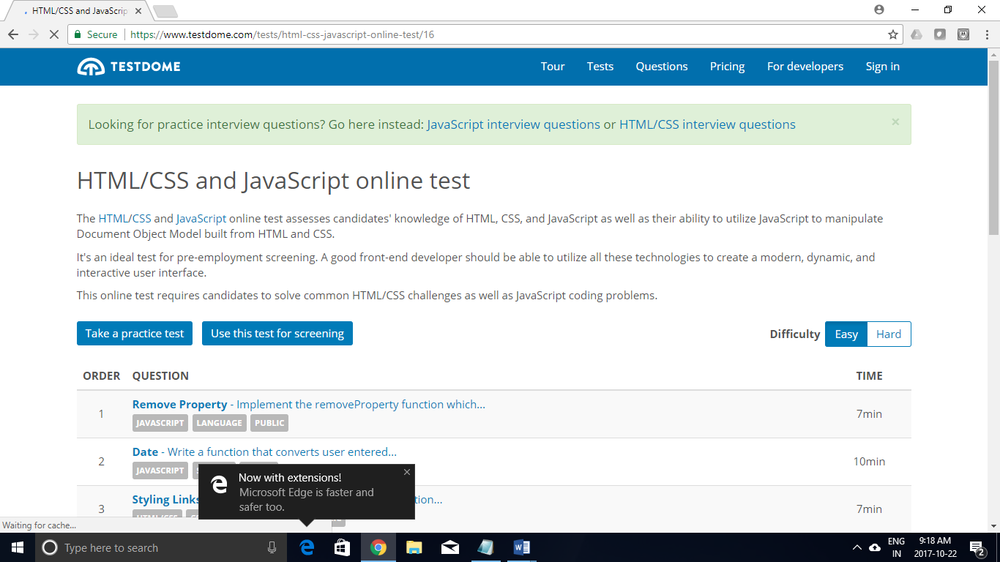 HTML/CSS and JavaScrip
Secure https://www.testdome.com/tests/html-css-javascript-online-test/16
TESTDOME Tour Tests Questions Pricing For developers Sign in
Looking for practice interview questions? Go here instead: JavaScript interview questions or HTML/CSS interview questions ×
HTML/CSS and JavaScript online test
The HTML/CSS and JavaScript online test assesses candidates' knowledge of HTML, CSS, and JavaScript as well as their ability to utilize JavaScript to manipulate
Document Object Model built from HTML and CSS.
It's an ideal test for pre-employment screening. A good front-end developer should be able to utilize all these technologies to create a modern, dynamic, and
interactive user interface.
This online test requires candidates to solve common HTML/CSS challenges as well as JavaScript coding problems.
Take a practice test Use this test for screening Difficulty Easy Hard
ORDER QUESTION TIME
1 Remove Property - Implement the removeProperty function which... 7min
JAVASCRIPT LANGUAGE PUBLIC
2 Date - Write a function that converts user entered... 10min
JAVASCRIPT
3 Styling Links tion... 7min
Now with extensions!
Microsoft Edge is faster and
safer too.
HTML/CSS
Waiting for cache...
Type here to search
ENG
IN
9:18 AM
2017-10-22
2